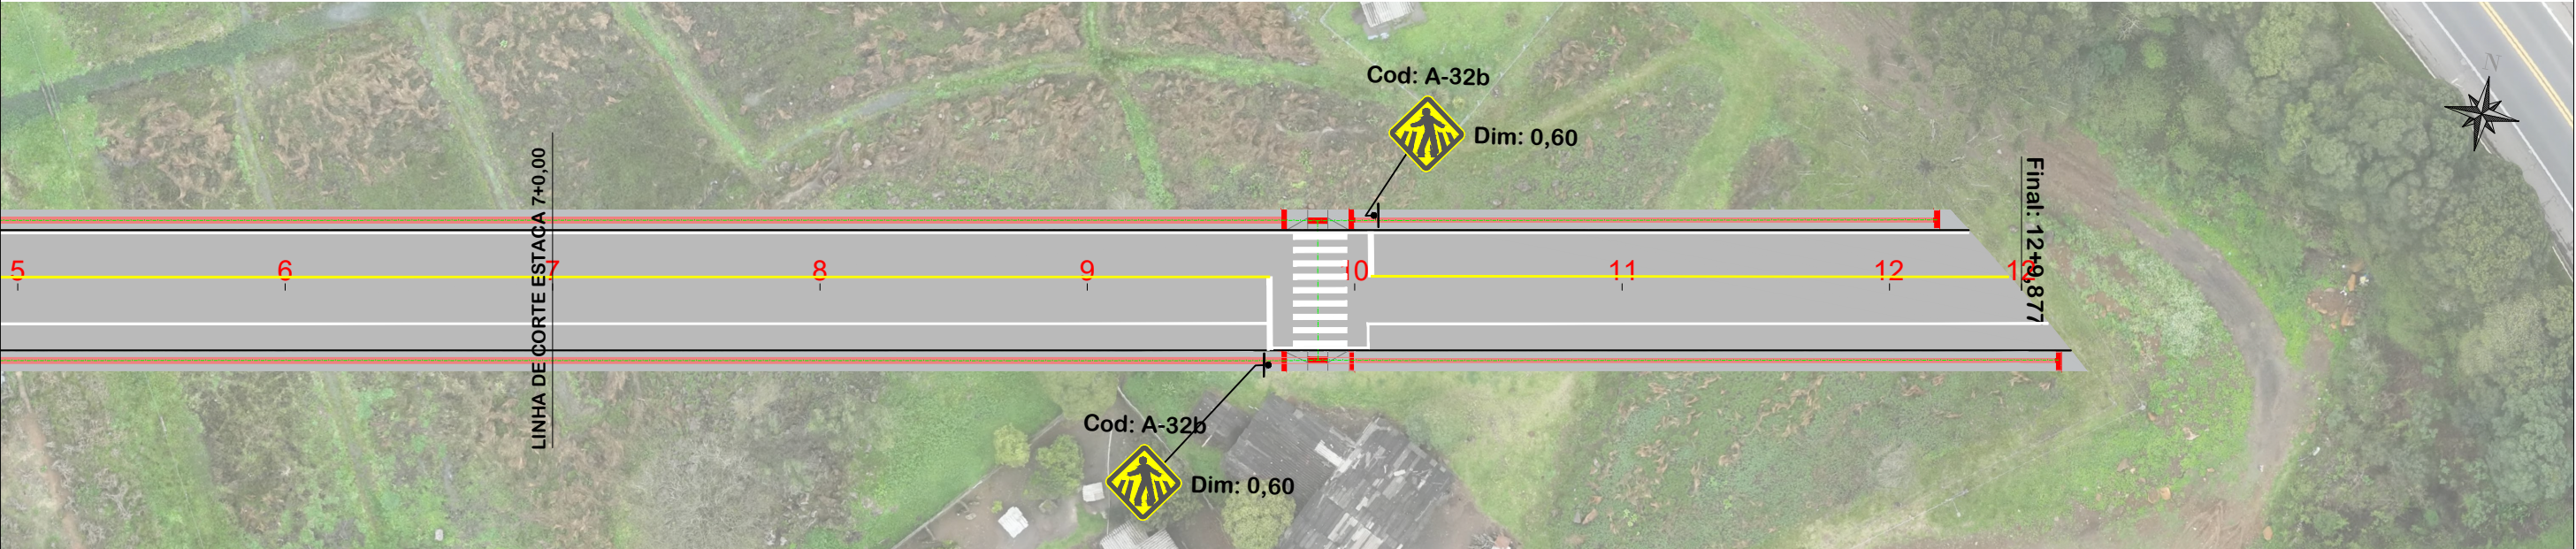 N
Cod: A-32b
Dim: 0,60
LINHA DE CORTE ESTACA 7+0,00
Final: 12+9,877
5
6
7
8
9
10
11
12
Cod: A-32b
Dim: 0,60